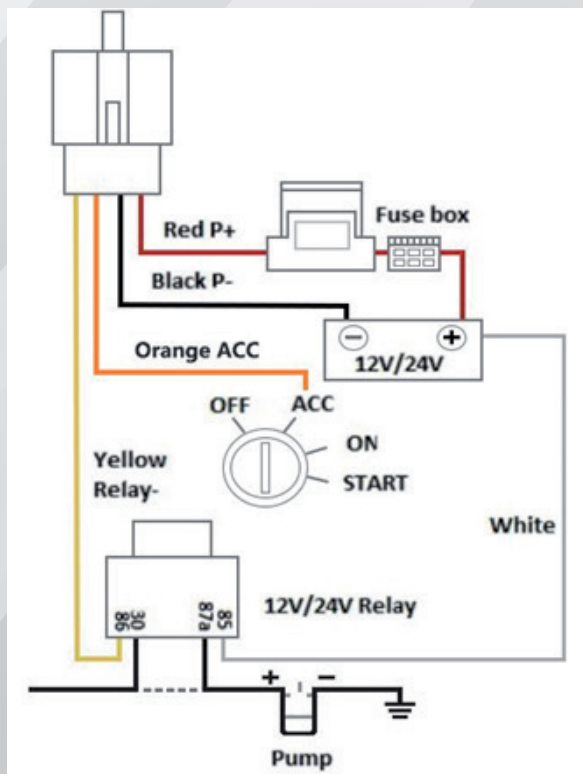 Red P+
Fuse box
Black P-
− +
12V/24V
Orange ACC
OFF ACC
ON
START
Yellow
Relay-
White
86 30 87a 85
12V/24V Relay
+ −
Pump